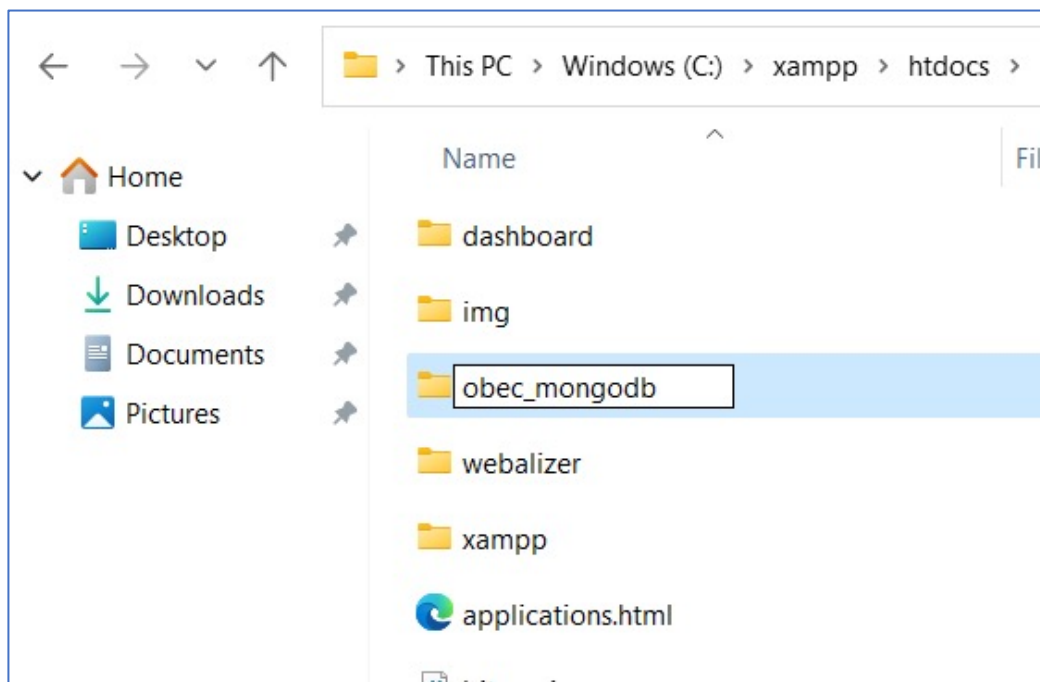 This PC > Windows (C:) > xampp > htdocs >
Home
Desktop
Downloads
Documents
Pictures
Name
dashboard
img
obec_mongodb
webalizer
xampp
applications.html